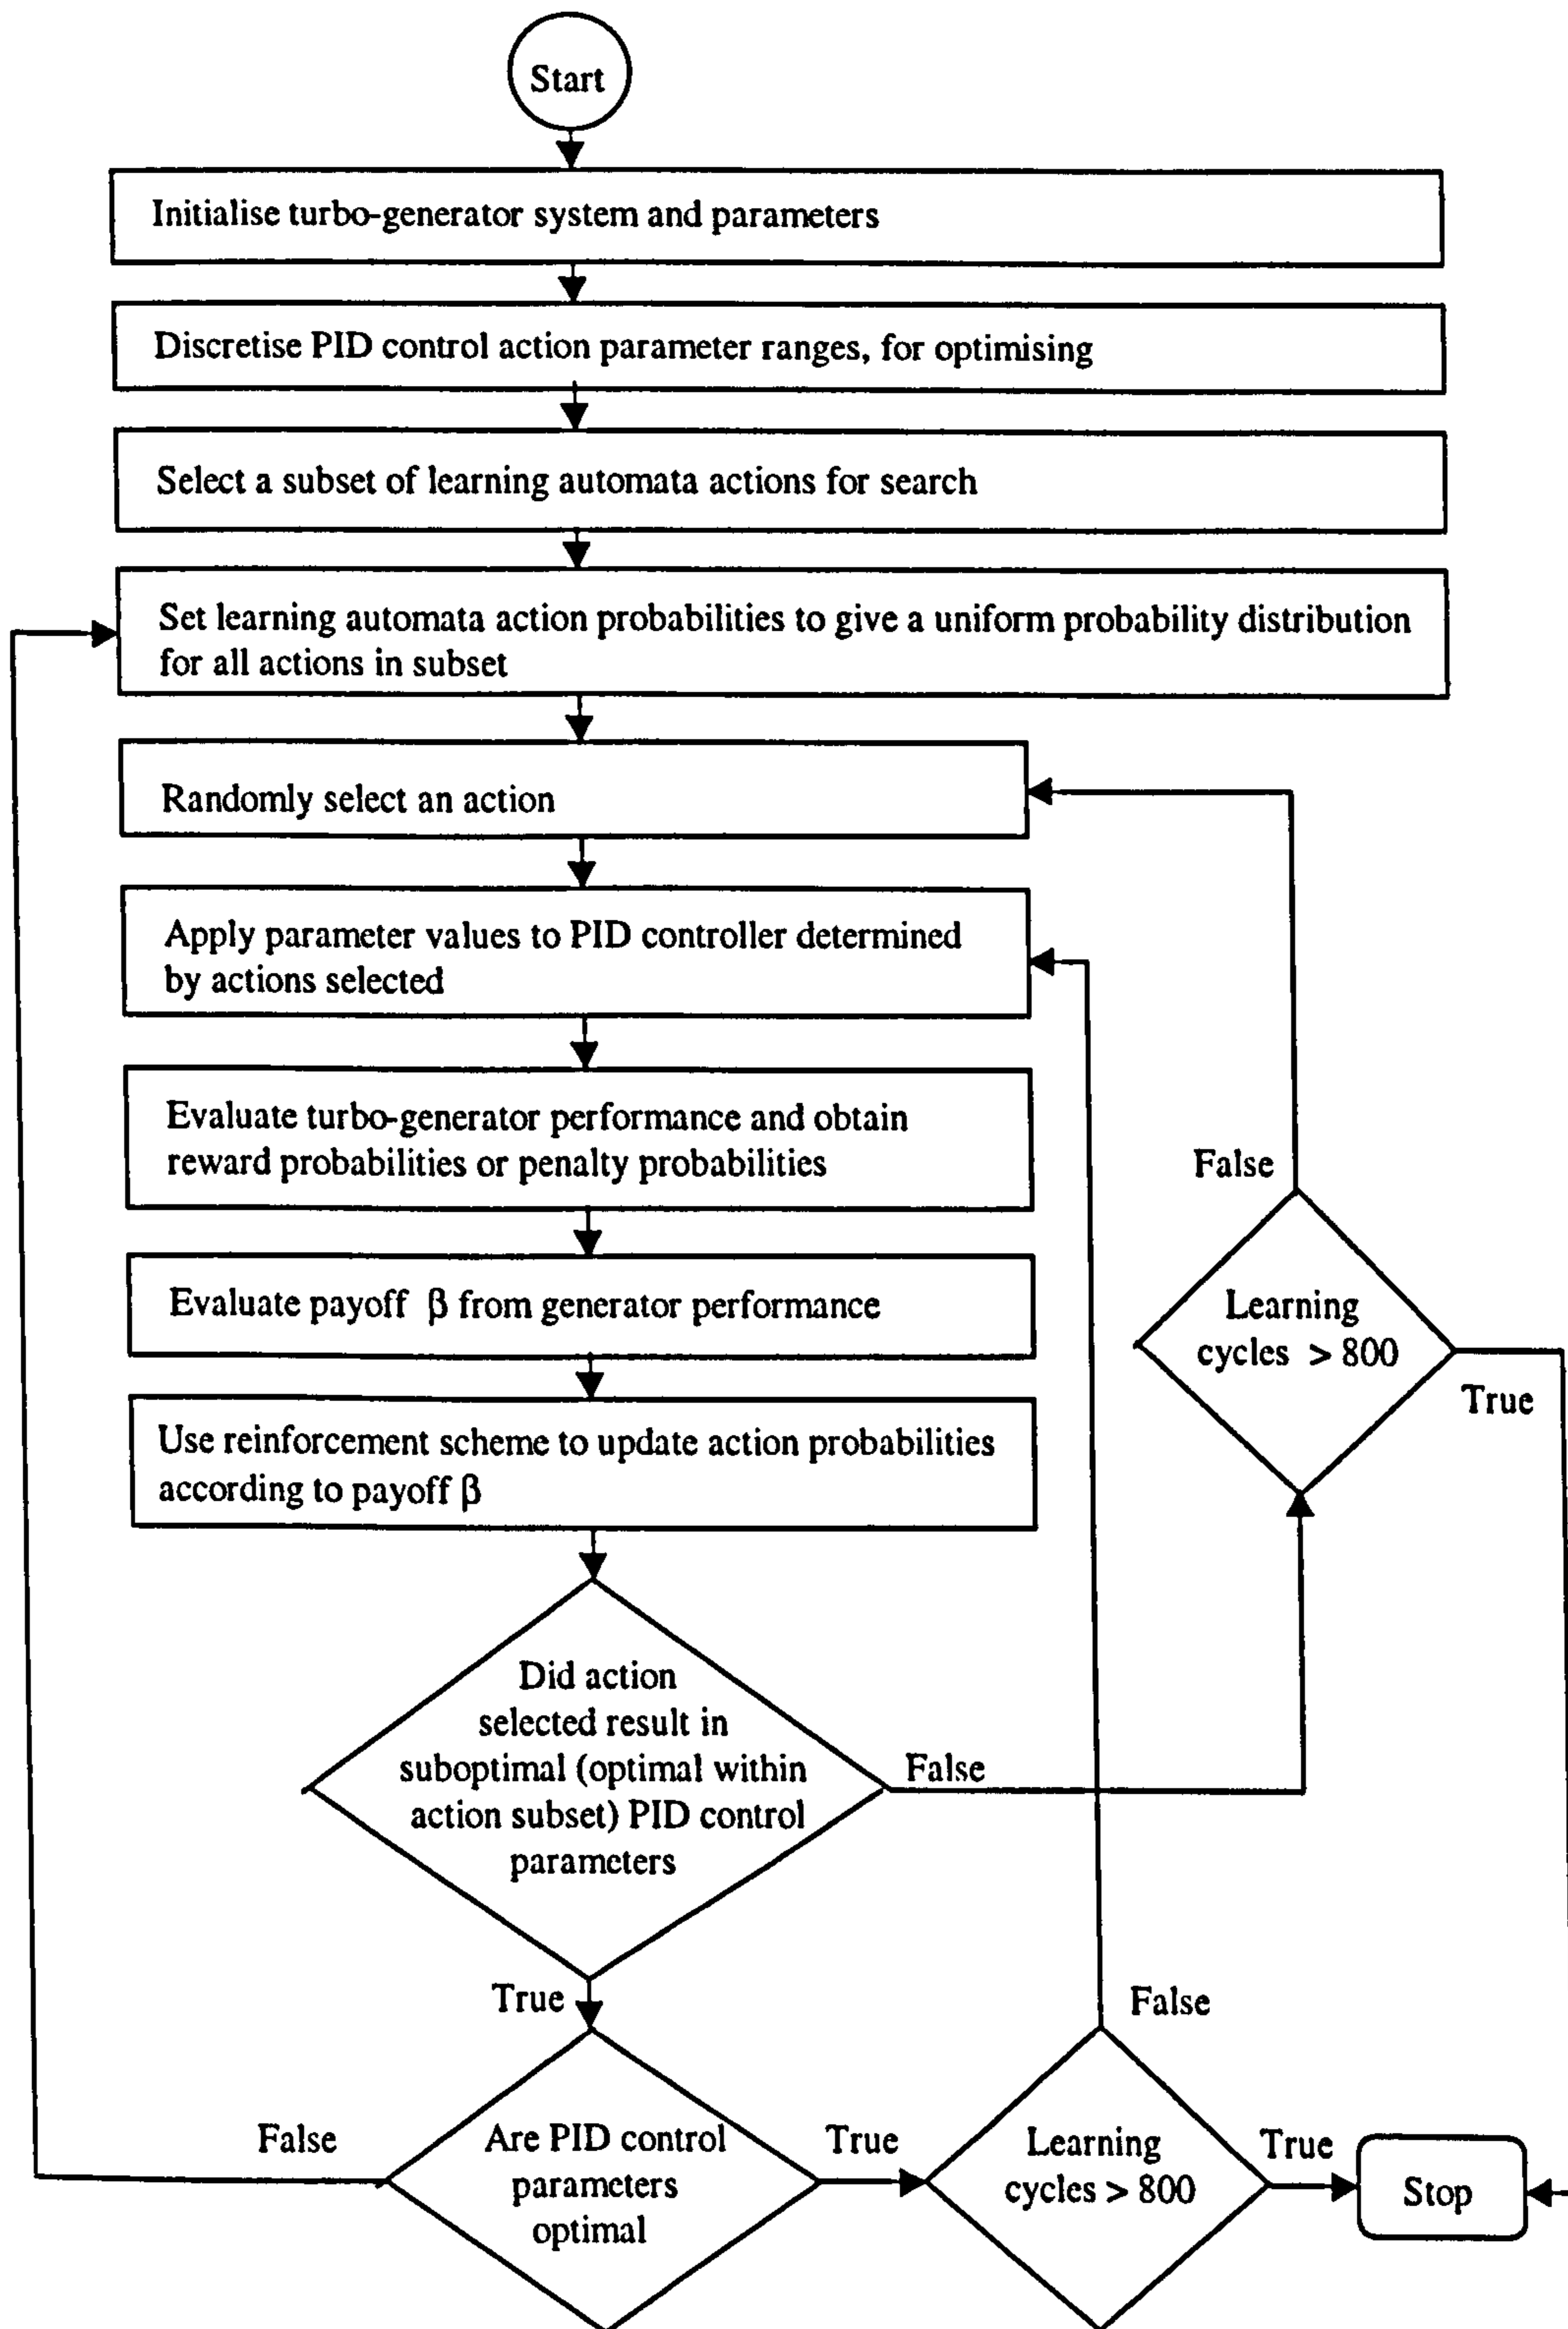 Start
Initialise turbo-generator system and parameters
Discretise PID control action parameter ranges, for optimising
Select a subset of learning automata actions for search
Set learning automata action probabilities to give a uniform probability distribution
for all actions in subset
Randomly select an action
Apply parameter values to PID controller determined
by actions selected
Evaluate turbo-generator performance and obtain
reward probabilities or penalty probabilities
False
Evaluate payoff β from generator performance
Learning
cycles > 800
True
Use reinforcement scheme to update action probabilities
according to payoff β
Did action
selected result in
suboptimal (optimal within
action subset) PID control
parameters
False
True
False
False
Are PID control
parameters
optimal
True
Learning
cycles > 800
True
Stop